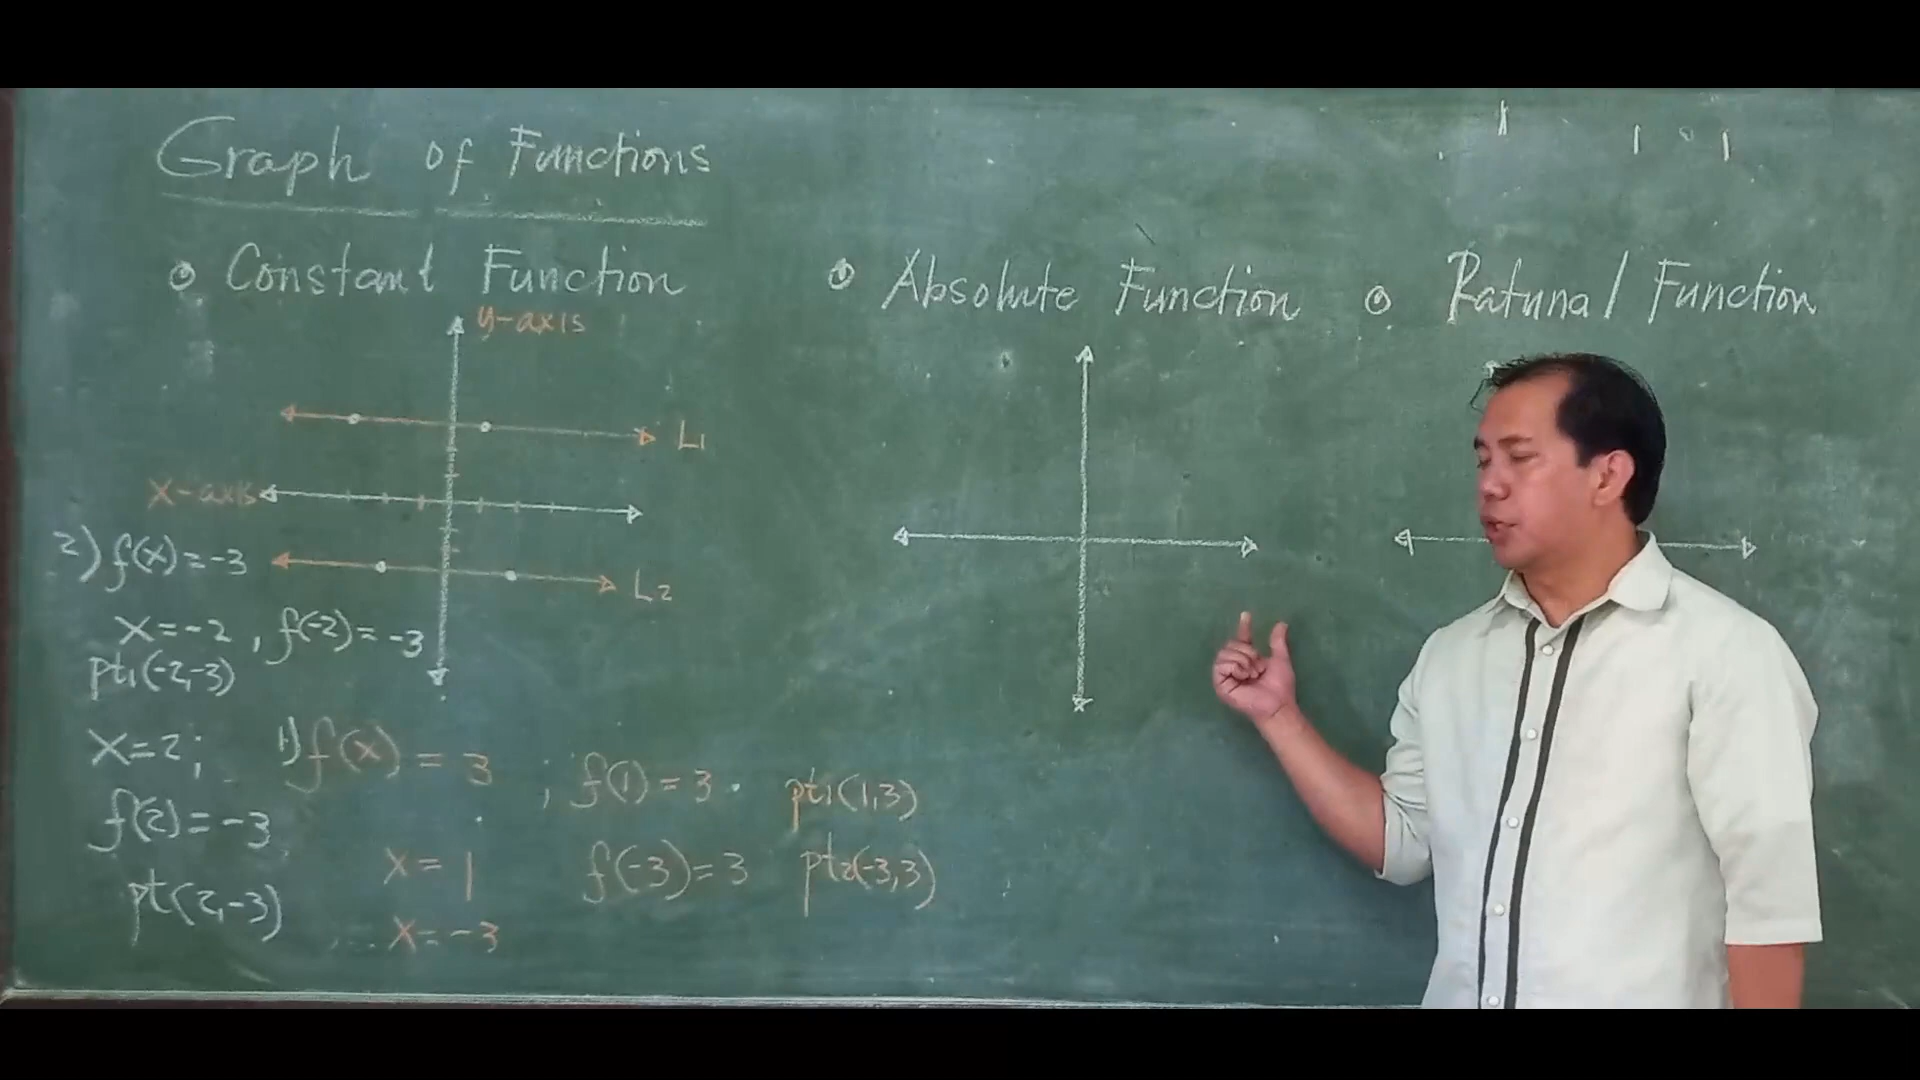 Graph of Functions
• Constant Function
• Absolute Function
• Rational Function
y-axis
L1
x-axis
2) f(x) = -3
L2
x = -2 , f(-2) = -3
pt1(-2,-3)
x = 2;
1) f(x) = 3 ; f(1) = 3 . pt1(1,3)
f(2) = -3
x = 1 f(-3) = 3 pt2(-3,3)
pt(2,-3)
x = -3